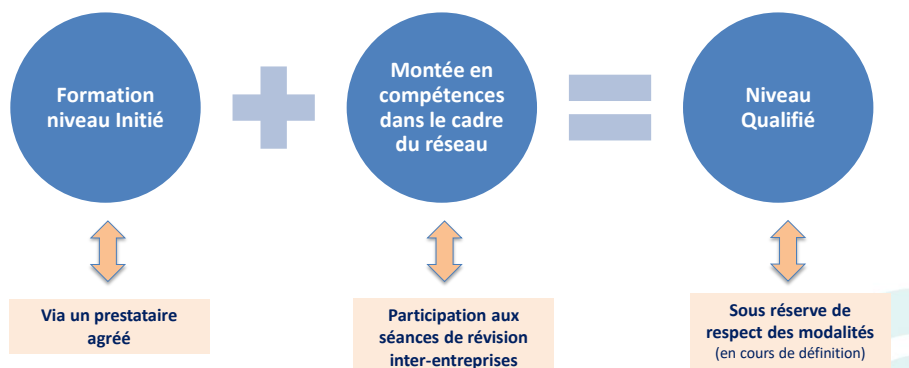 Formation
niveau Initié
Montée en
compétences
dans le cadre
du réseau
Niveau
Qualifié
Via un prestataire
agréé
Participation aux
séances de révision
inter-entreprises
Sous réserve de
respect des modalités
(en cours de définition)